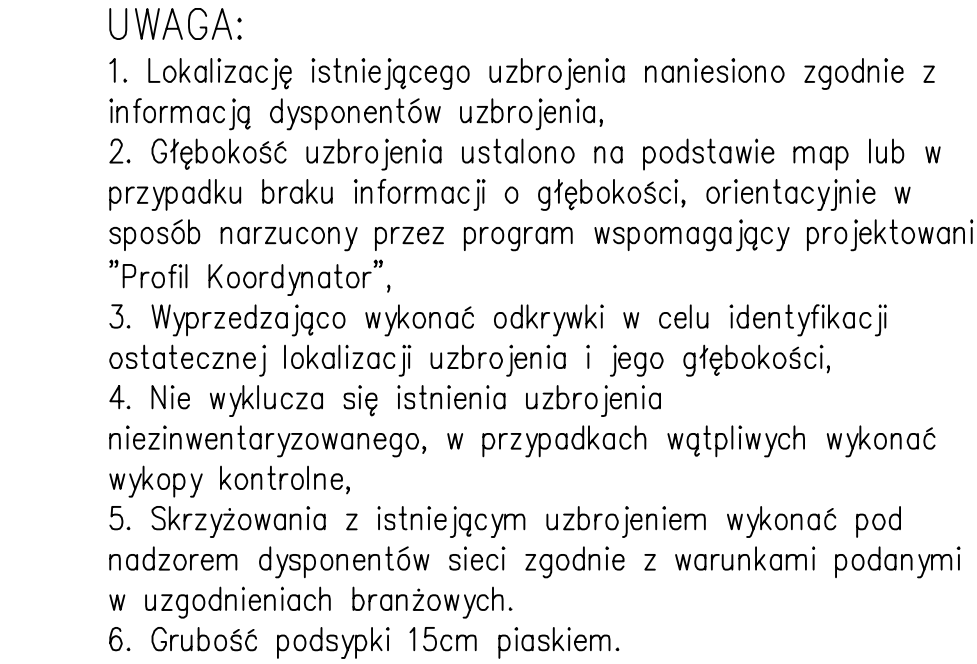 UWAGA:
1. Lokalizację istniejącego uzbrojenia naniesiono zgodnie z
informacją dysponentów uzbrojenia,
2. Głębokość uzbrojenia ustalono na podstawie map lub w
przypadku braku informacji o głębokości, orientacyjnie w
sposób narzucony przez program wspomagający projektowani
"Profil Koordynator",
3. Wyprzedzająco wykonać odkrywki w celu identyfikacji
ostatecznej lokalizacji uzbrojenia i jego głębokości,
4. Nie wyklucza się istnienia uzbrojenia
niezinwentaryzowanego, w przypadkach wątpliwych wykonać
wykopy kontrolne,
5. Skrzyżowania z istniejącym uzbrojeniem wykonać pod
nadzorem dysponentów sieci zgodnie z warunkami podanymi
w uzgodnieniach branżowych.
6. Grubość podsypki 15cm piaskiem.